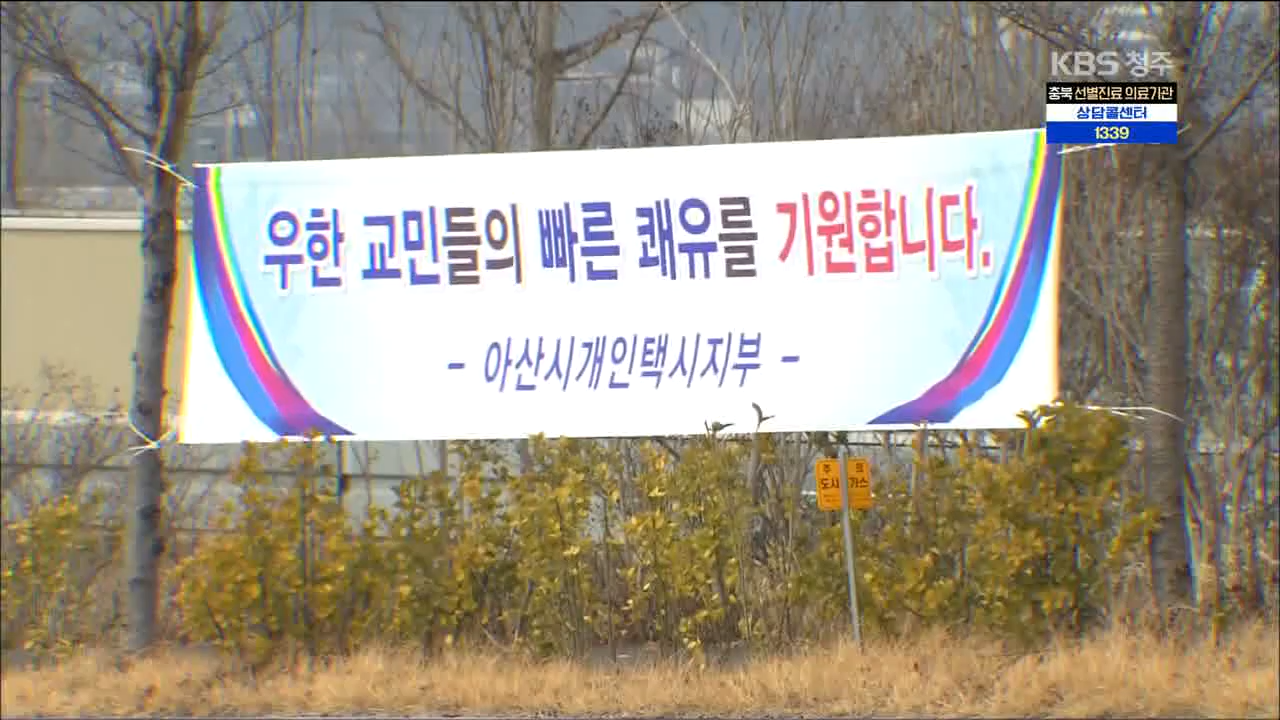 KBS 청주
충북 선별진료 의료기관
상담콜센터
1339
우한 교민들의 빠른 쾌유를 기원합니다.
- 아산시개인택시지부 -
주 의
도시가스